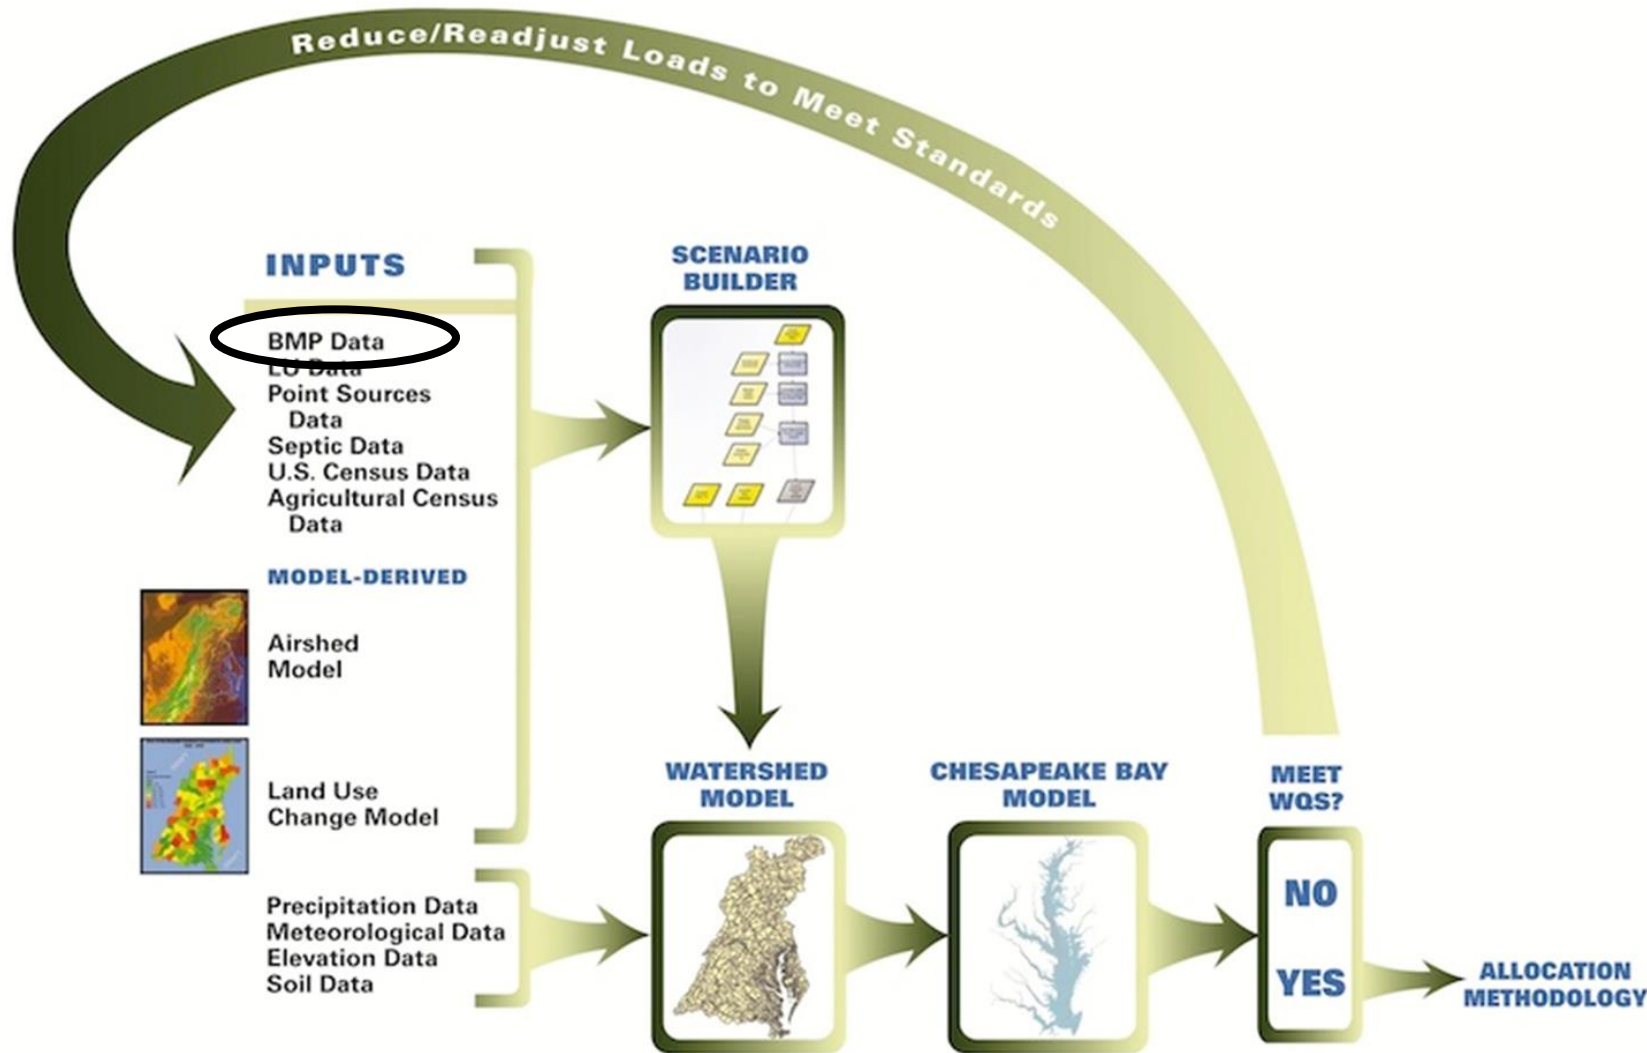 Reduce/Readjust Loads to Meet Standards
INPUTS
BMP Data
LU Data
Point Sources
Data
Septic Data
U.S. Census Data
Agricultural Census
Data
MODEL-DERIVED
Airshed
Model
Land Use
Change Model
Precipitation Data
Meteorological Data
Elevation Data
Soil Data
SCENARIO
BUILDER
WATERSHED
MODEL
CHESAPEAKE BAY
MODEL
MEET
WQS?
NO
YES
ALLOCATION
METHODOLOGY